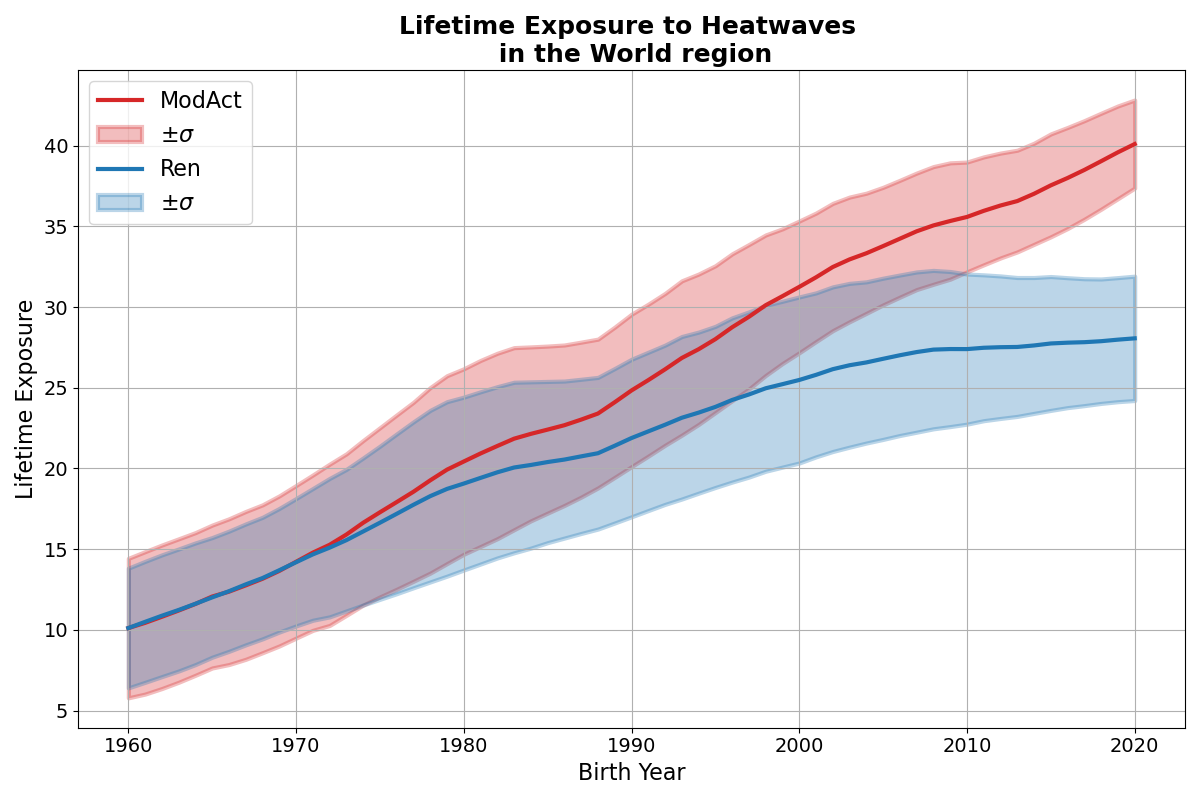 Lifetime Exposure to Heatwaves
in the World region
ModAct
±σ
Ren
±σ
Lifetime Exposure
40
35
30
25
20
15
10
5
1960 1970 1980 1990 2000 2010 2020
Birth Year